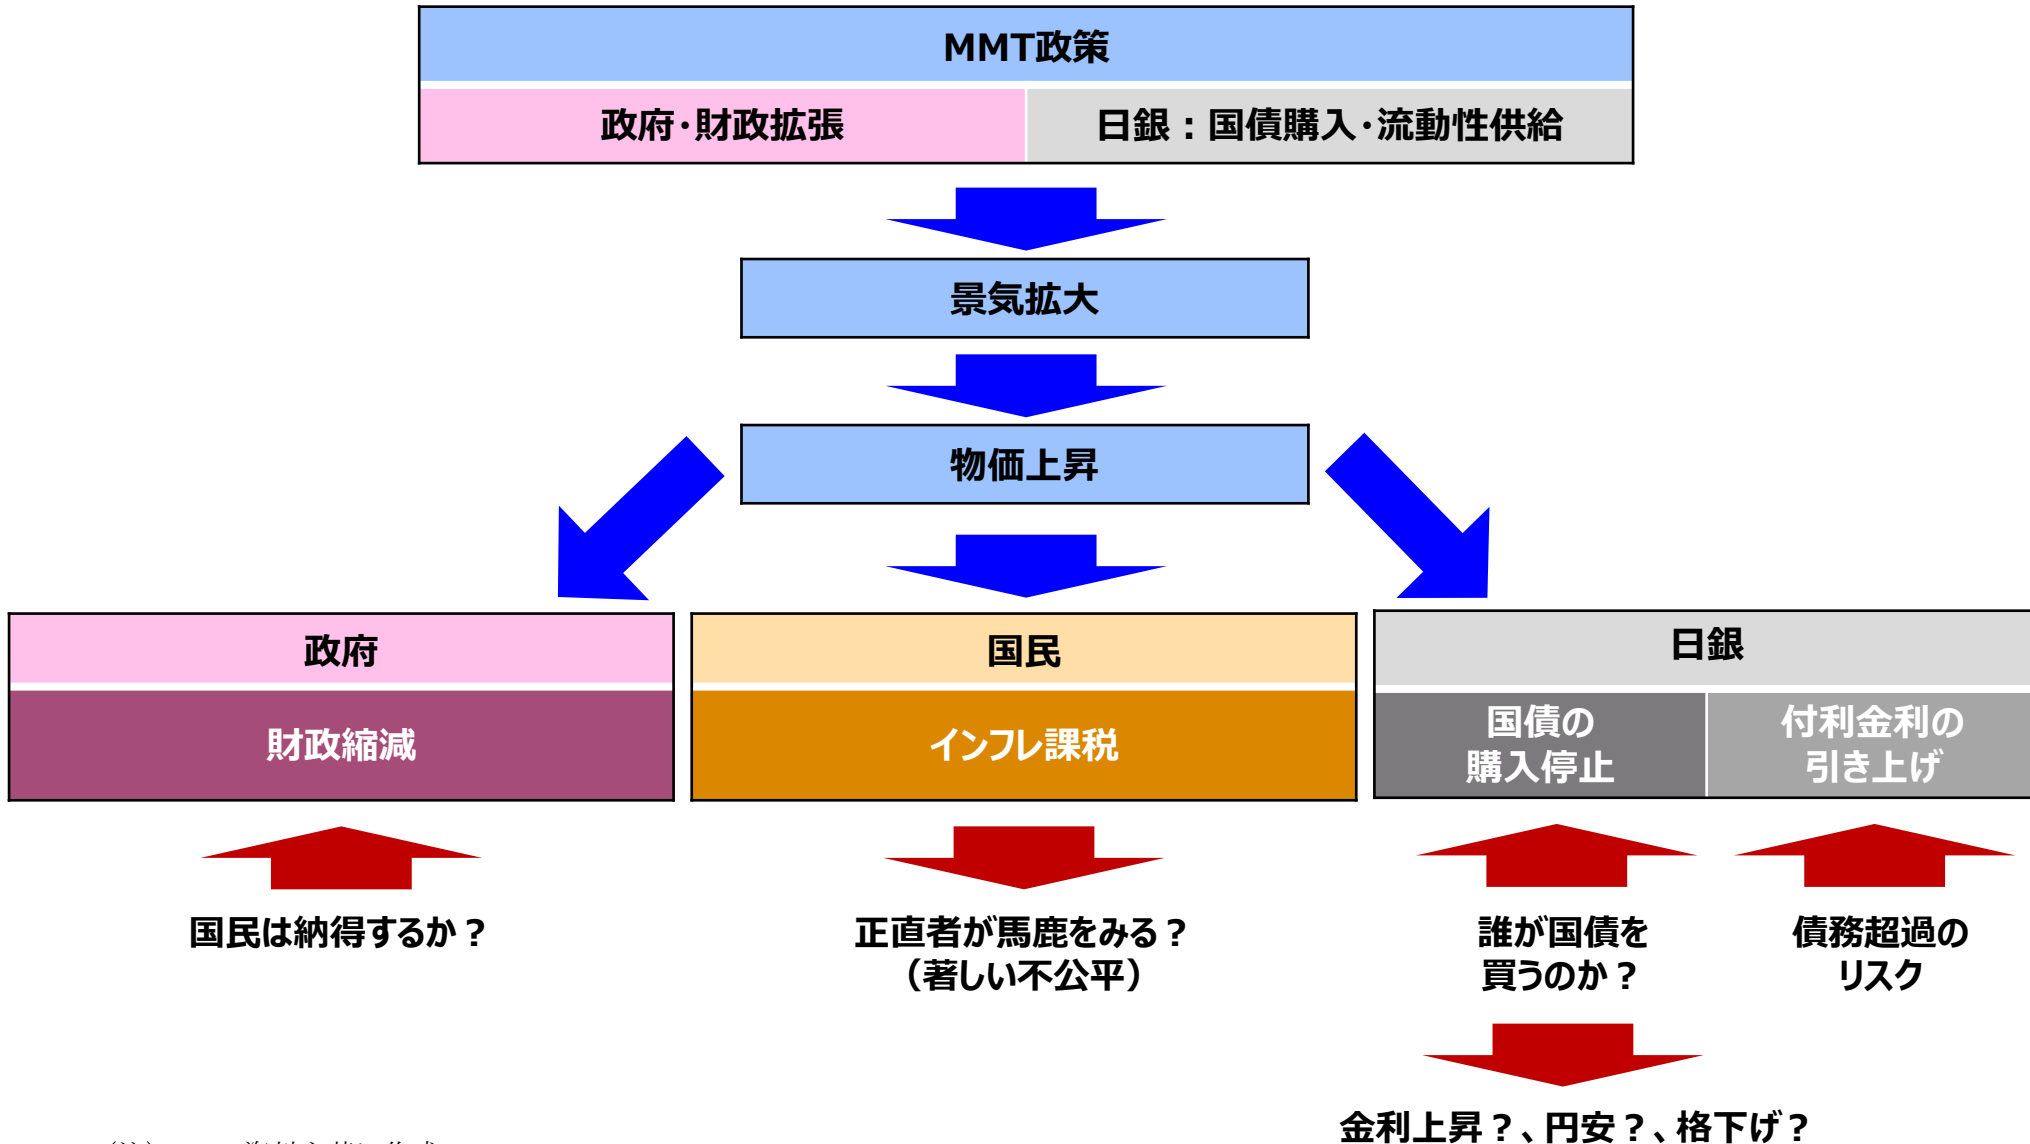 MMT政策
政府・財政拡張
日銀：国債購入・流動性供給
景気拡大
物価上昇
政府
財政縮減
国民
インフレ課税
日銀
国債の
購入停止
付利金利の
引き上げ
国民は納得するか？
正直者が馬鹿をみる？
（著しい不公平）
誰が国債を
買うのか？
債務超過の
リスク
金利上昇？、円安？、格下げ？